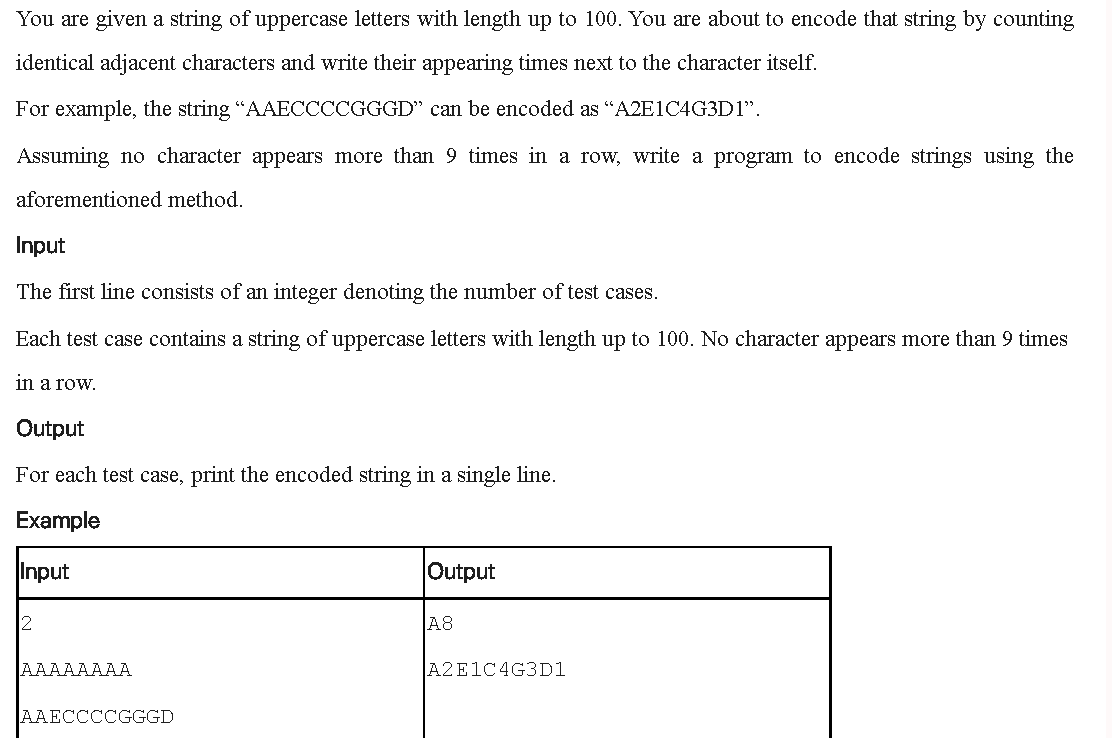 You are given a string of uppercase letters with length up to 100. You are about to encode that string by counting
identical adjacent characters and write their appearing times next to the character itself.
For example, the string “AAECCCCGGGD” can be encoded as “A2E1C4G3D1”.
Assuming no character appears more than 9 times in a row, write a program to encode strings using the
aforementioned method.
Input
The first line consists of an integer denoting the number of test cases.
Each test case contains a string of uppercase letters with length up to 100. No character appears more than 9 times
in a row.
Output
For each test case, print the encoded string in a single line.
Example
Input Output
2 A8
AAAAAAAA A2E1C4G3D1
AAECCCCGGGD